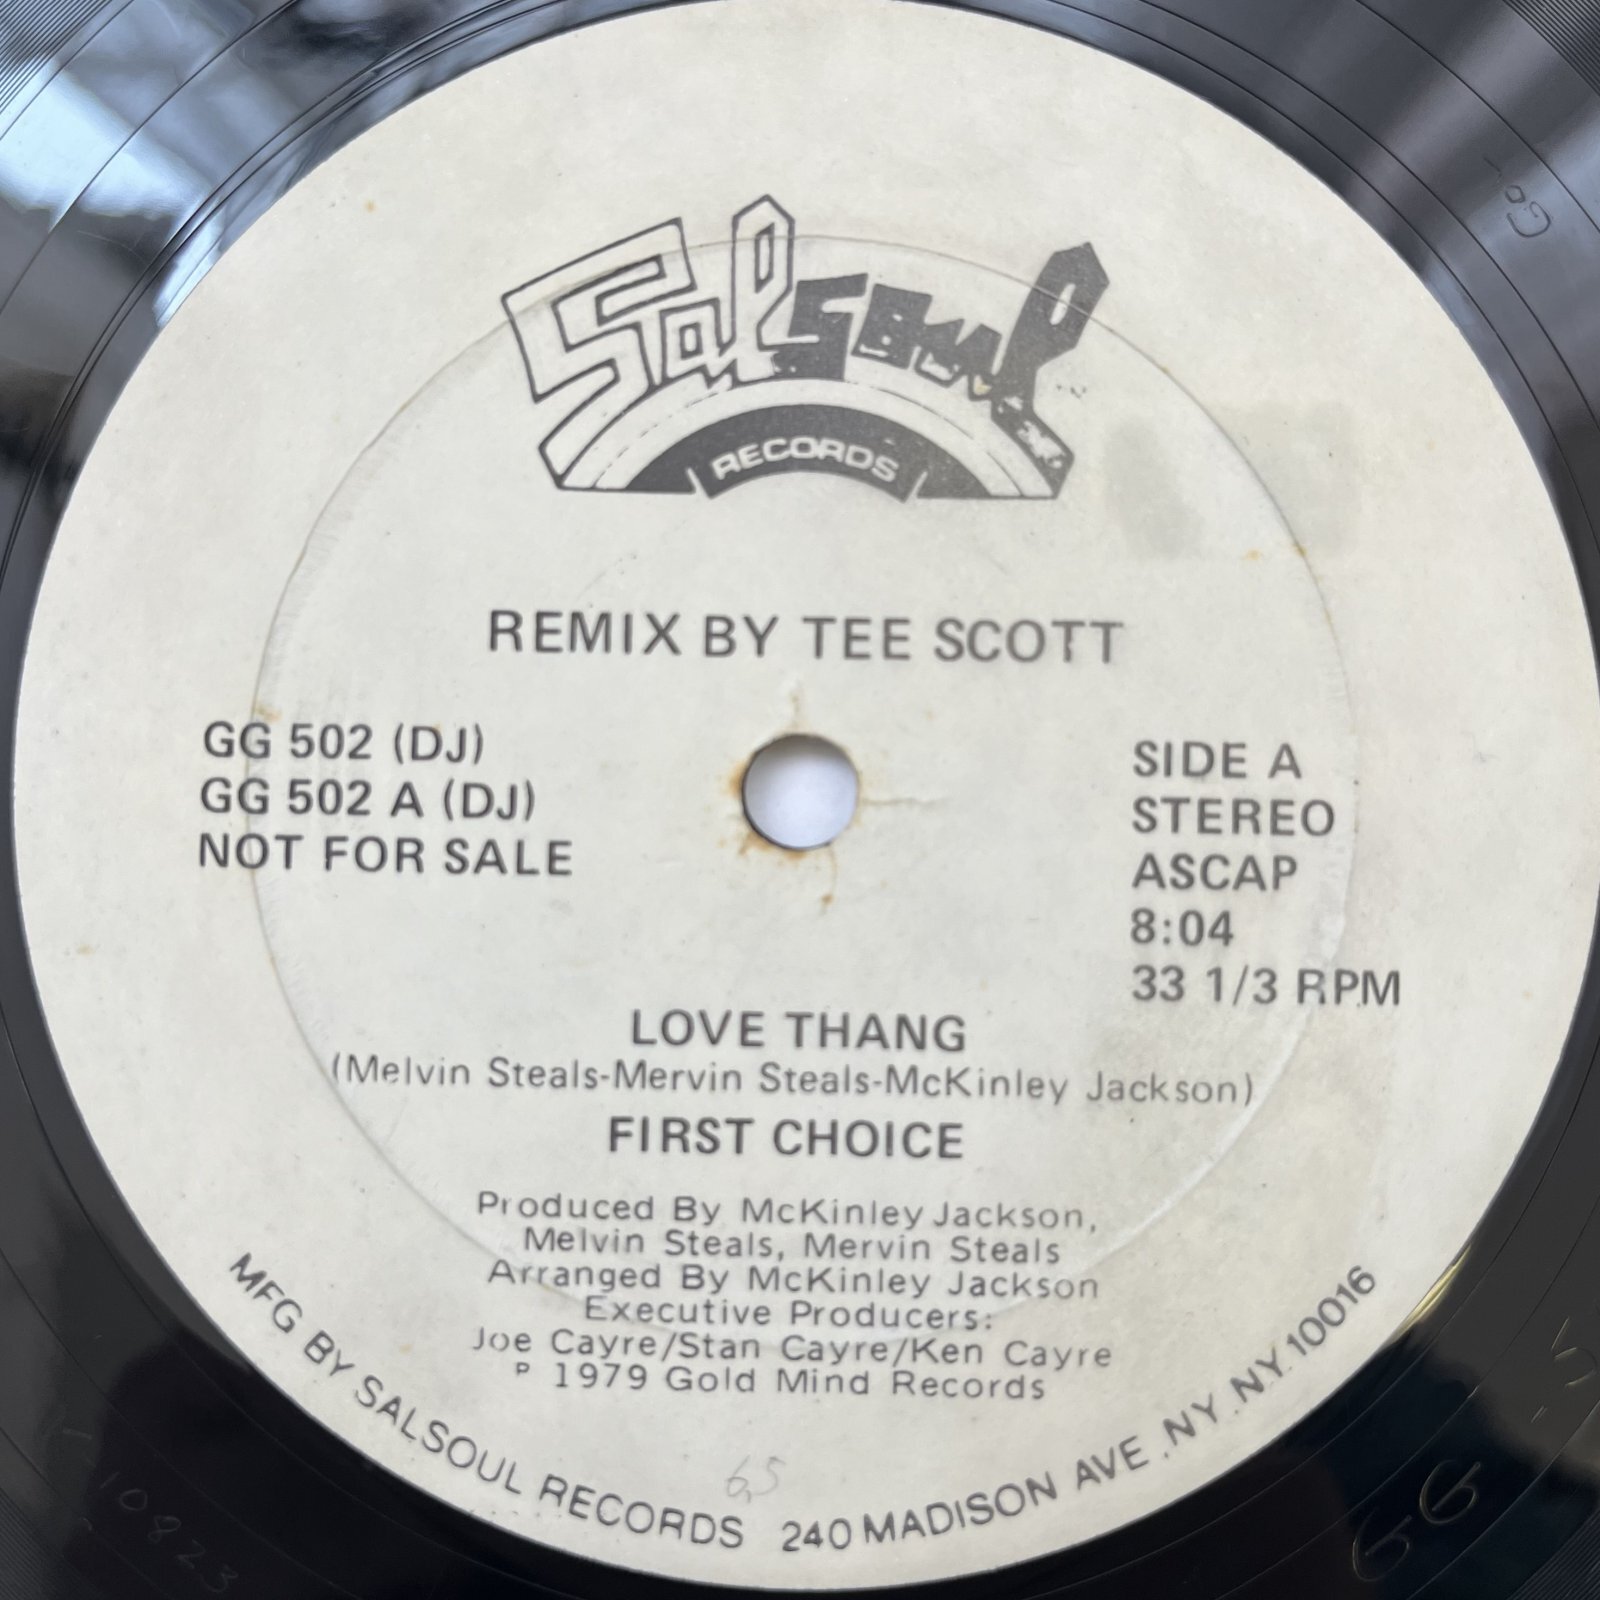 Salsoul
RECORDS
REMIX BY TEE SCOTT
GG 502 (DJ)
GG 502 A (DJ)
NOT FOR SALE
SIDE A
STEREO
ASCAP
8:04
33 1/3 RPM
LOVE THANG
(Melvin Steals-Mervin Steals-McKinley Jackson)
FIRST CHOICE
Produced By McKinley Jackson,
Melvin Steals, Mervin Steals
Arranged By McKinley Jackson
Executive Producers:
Joe Cayre/Stan Cayre/Ken Cayre
℗ 1979 Gold Mind Records
MFG BY SALSOUL RECORDS 240 MADISON AVE. NY. NY. 10016
10823
GG